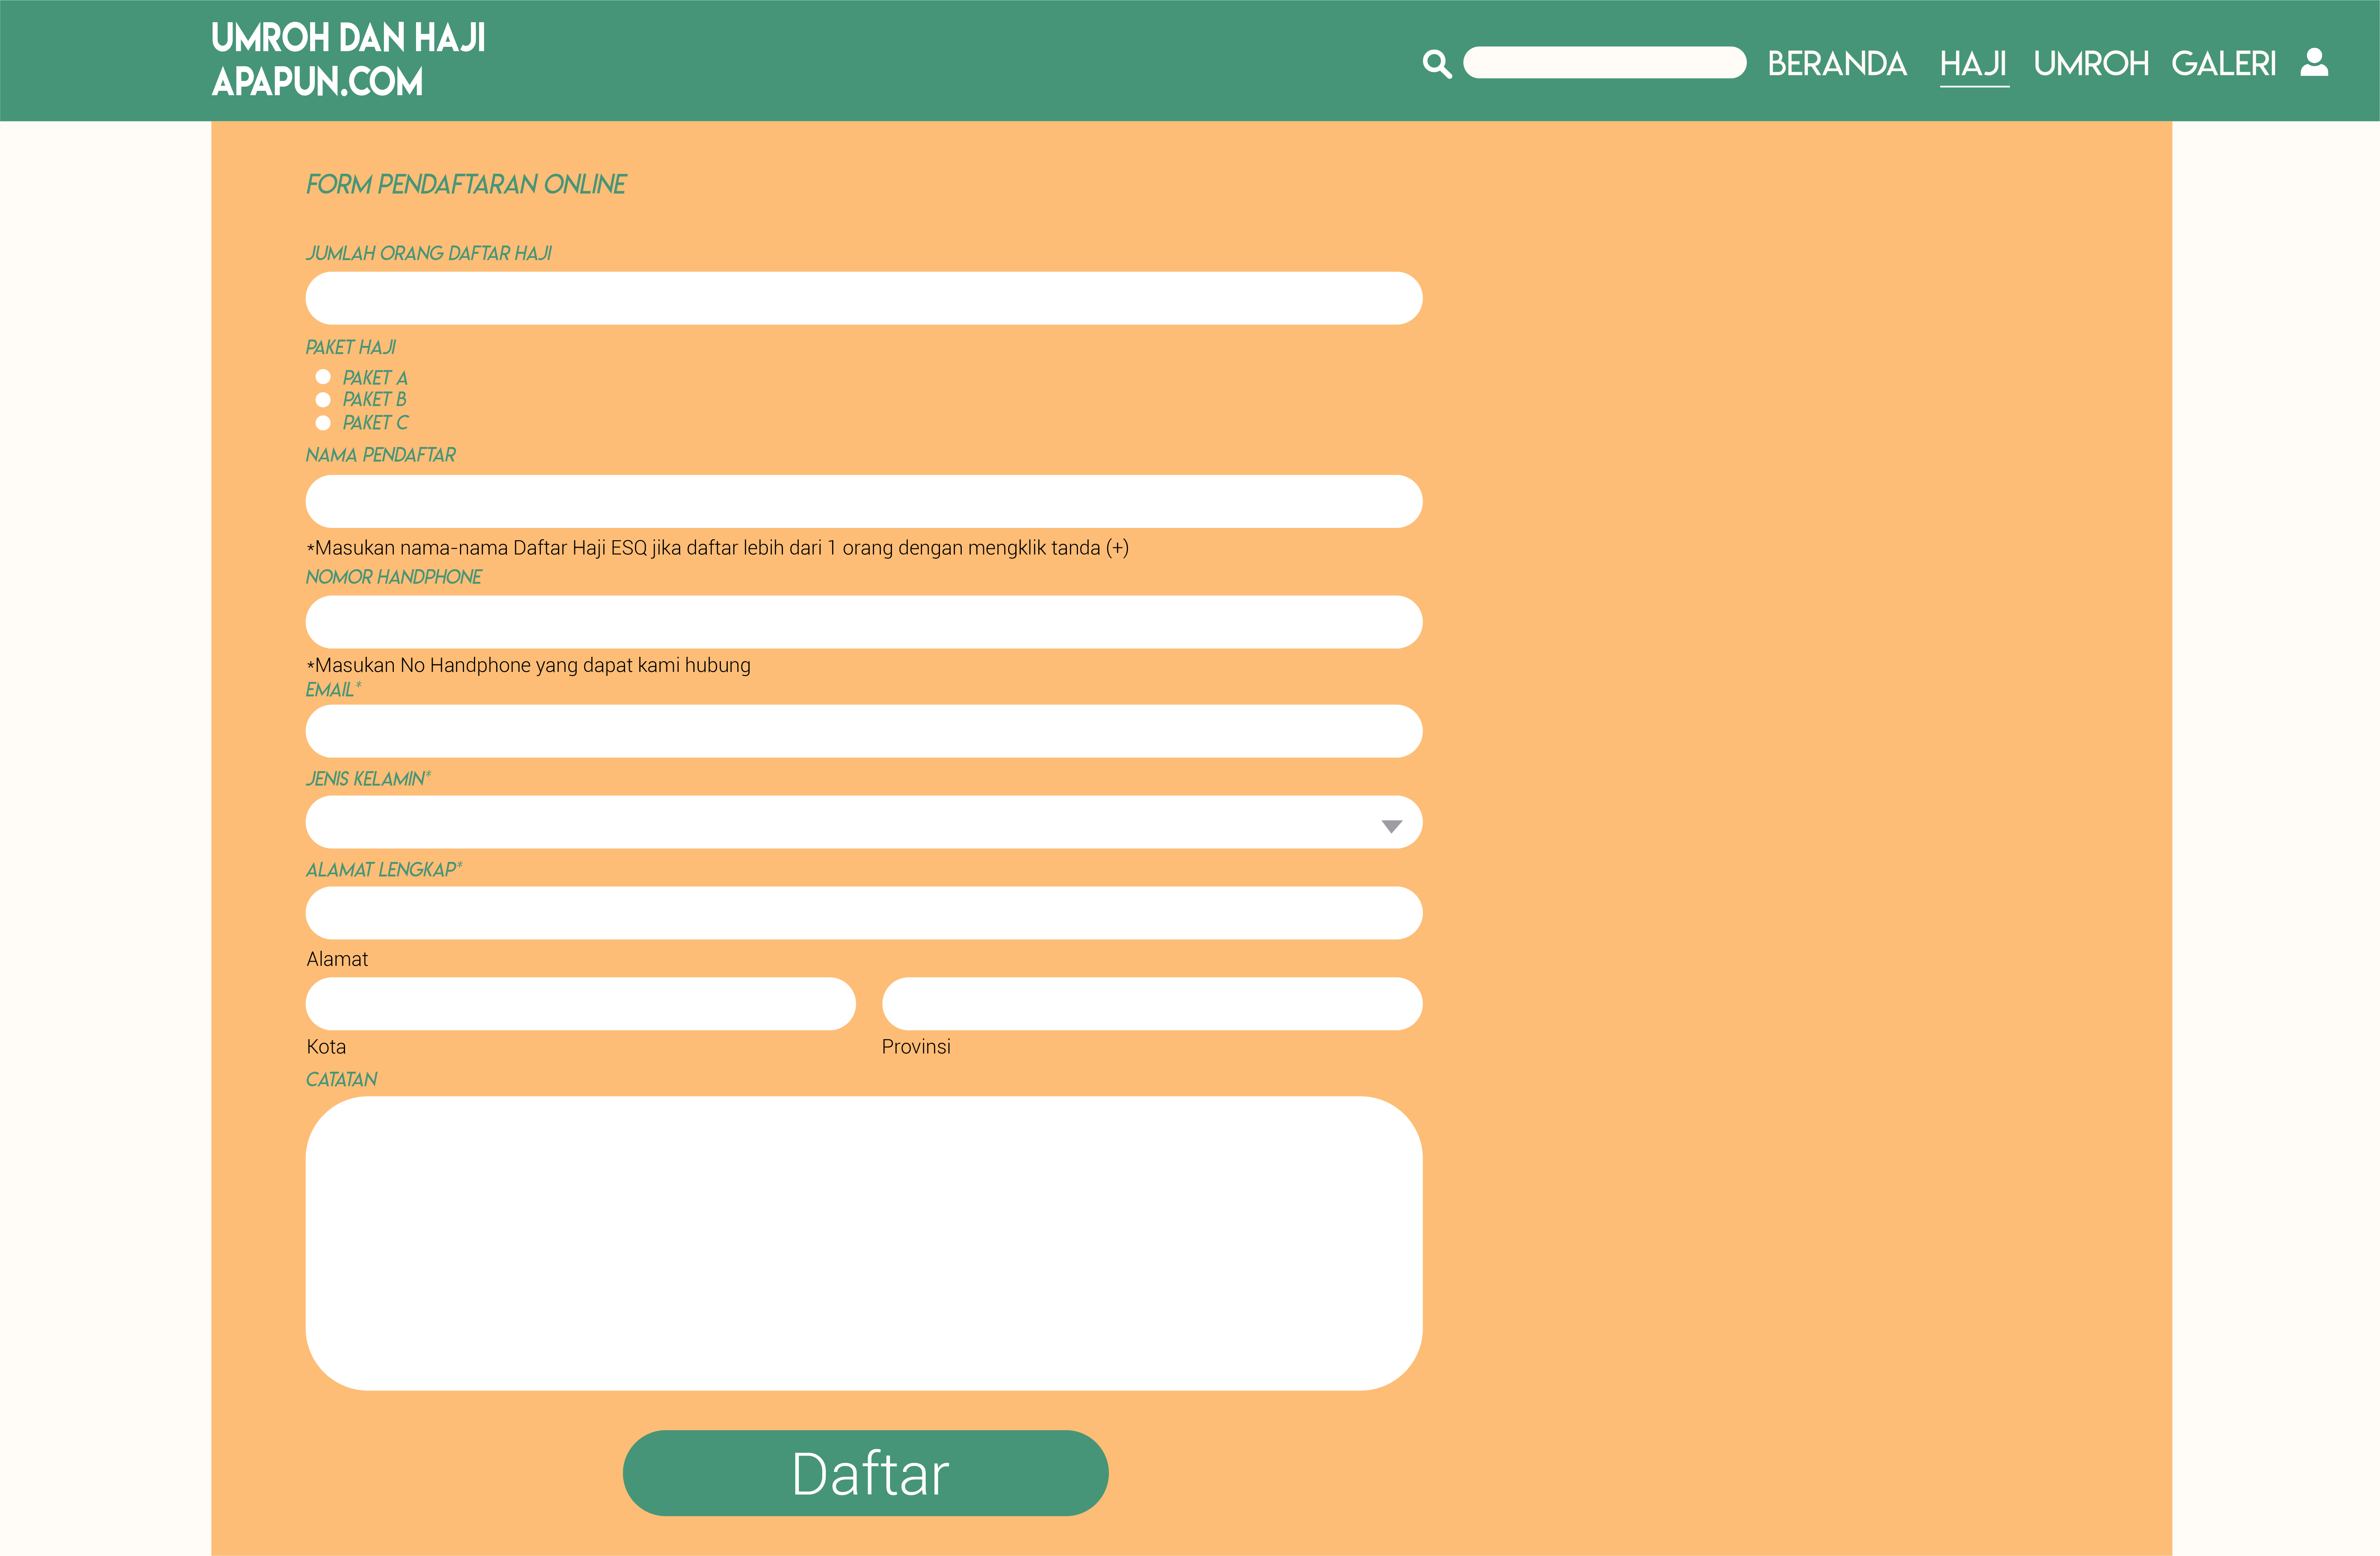 UMROH DAN HAJI
APAPUN.COM
BERANDA HAJI UMROH GALERI
FORM PENDAFTARAN ONLINE
JUMLAH ORANG DAFTAR HAJI
PAKET HAJI
PAKET A
PAKET B
PAKET C
NAMA PENDAFTAR
*Masukan nama-nama Daftar Haji ESQ jika daftar lebih dari 1 orang dengan mengklik tanda (+)
NOMOR HANDPHONE
*Masukan No Handphone yang dapat kami hubung
EMAIL*
JENIS KELAMIN*
ALAMAT LENGKAP*
Alamat
Kota Provinsi
CATATAN
Daftar